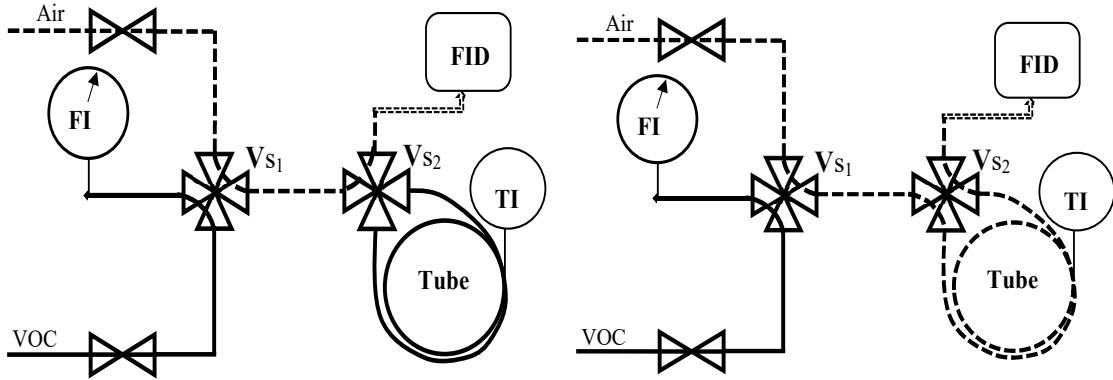 Air
FID
FI
Vs1
Vs2
TI
Tube
VOC
Air
FID
FI
Vs1
Vs2
TI
Tube
VOC